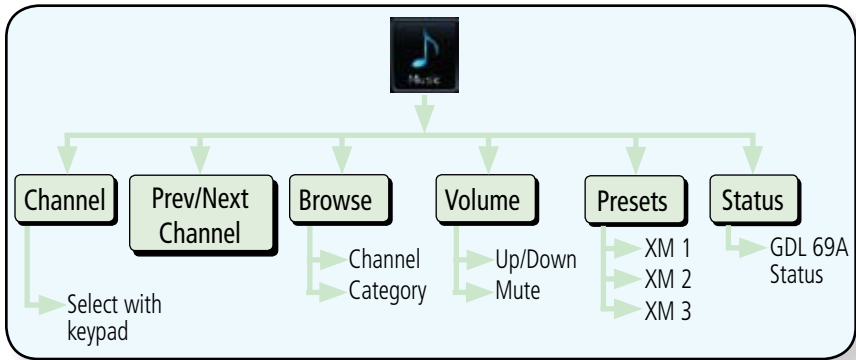 Music
Channel
Prev/Next
Channel
Browse
Volume
Presets
Status
Select with
keypad
Channel
Category
Up/Down
Mute
XM 1
XM 2
XM 3
GDL 69A
Status